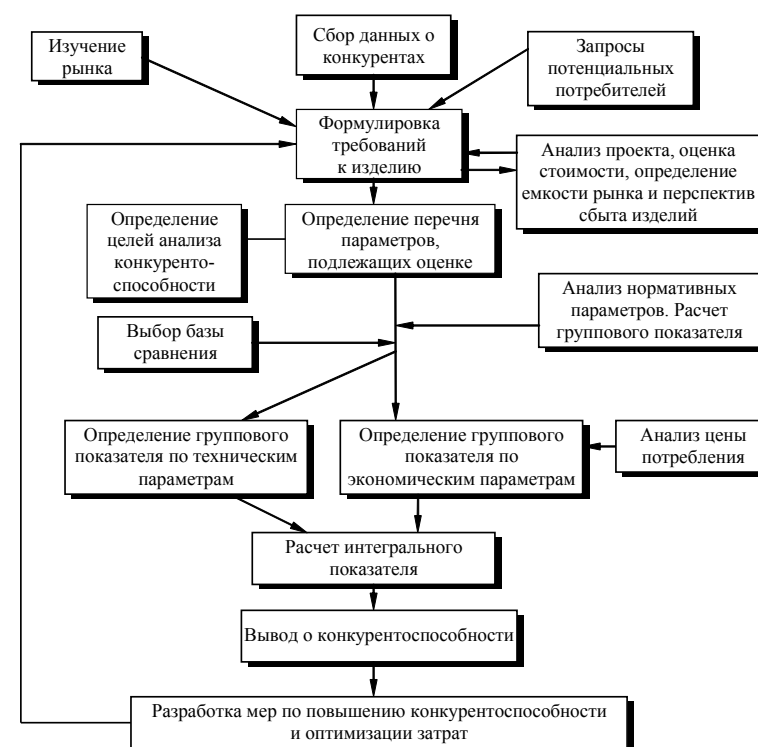 Изучение
рынка
Сбор данных о
конкурентах
Запросы
потенциальных
потребителей
Формулировка
требований
к изделию
Анализ проекта, оценка
стоимости, определение
емкости рынка и перспектив
сбыта изделий
Определение
целей анализа
конкуренто-
способности
Определение перечня
параметров,
подлежащих оценке
Анализ нормативных
параметров. Расчет
группового показателя
Выбор базы
сравнения
Определение группового
показателя по техническим
параметрам
Определение группового
показателя по
экономическим параметрам
Анализ цены
потребления
Расчет интегрального
показателя
Вывод о конкурентоспособности
Разработка мер по повышению конкурентоспособности
и оптимизации затрат